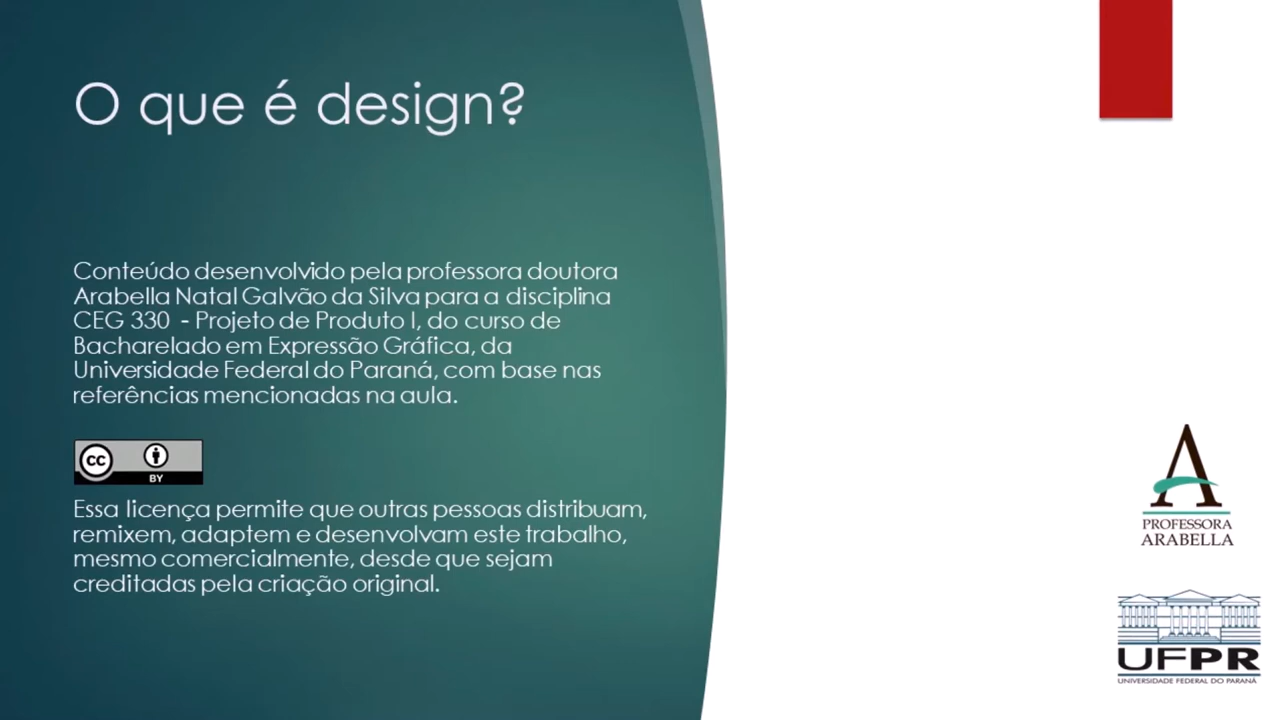 O que é design?
Conteúdo desenvolvido pela professora doutora
Arabella Natal Galvão da Silva para a disciplina
CEG 330 - Projeto de Produto I, do curso de
Bacharelado em Expressão Gráfica, da
Universidade Federal do Paraná, com base nas
referências mencionadas na aula.
CC
BY
Essa licença permite que outras pessoas distribuam,
remixem, adaptem e desenvolvam este trabalho,
mesmo comercialmente, desde que sejam
creditadas pela criação original.
A
PROFESSORA
ARABELLA
UFPR
UNIVERSIDADE FEDERAL DO PARANÁ